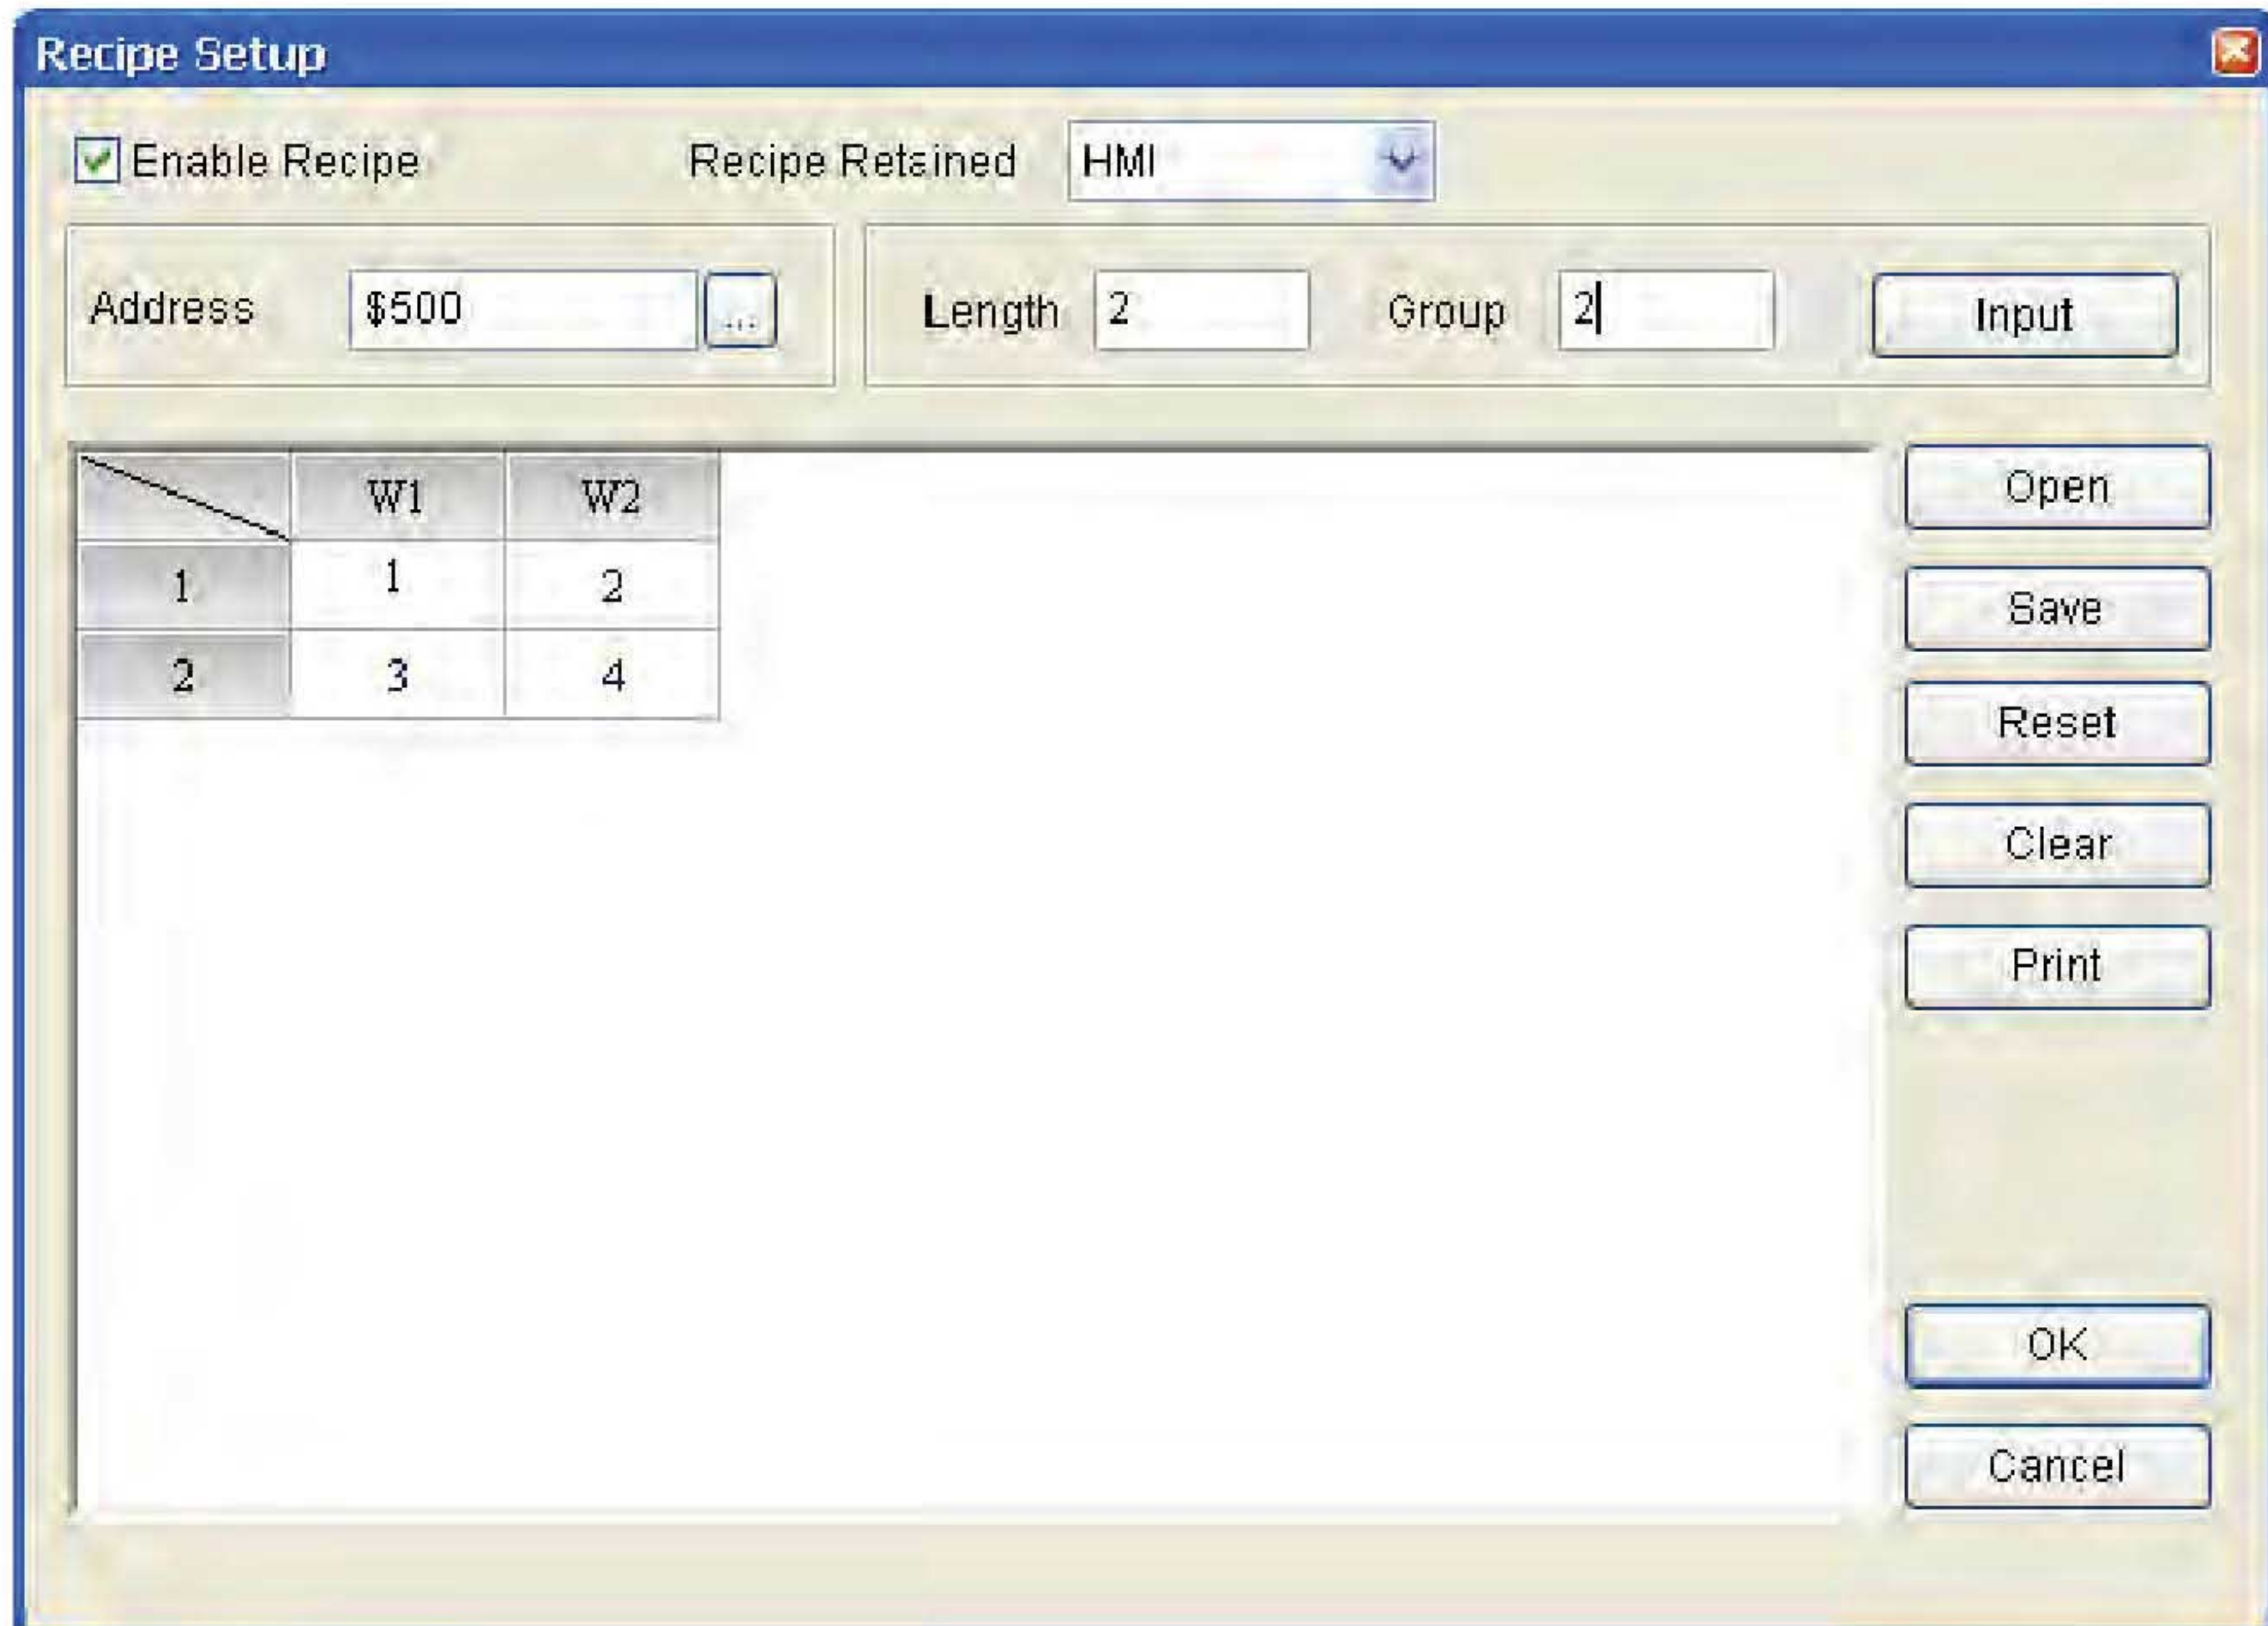 Recipe Setup
Enable Recipe Recipe Retained HMI
Address $500 ... Length 2 Group 2 Input
W1 W2
1 1 2
2 3 4
Open
Save
Reset
Clear
Print
OK
Cancel